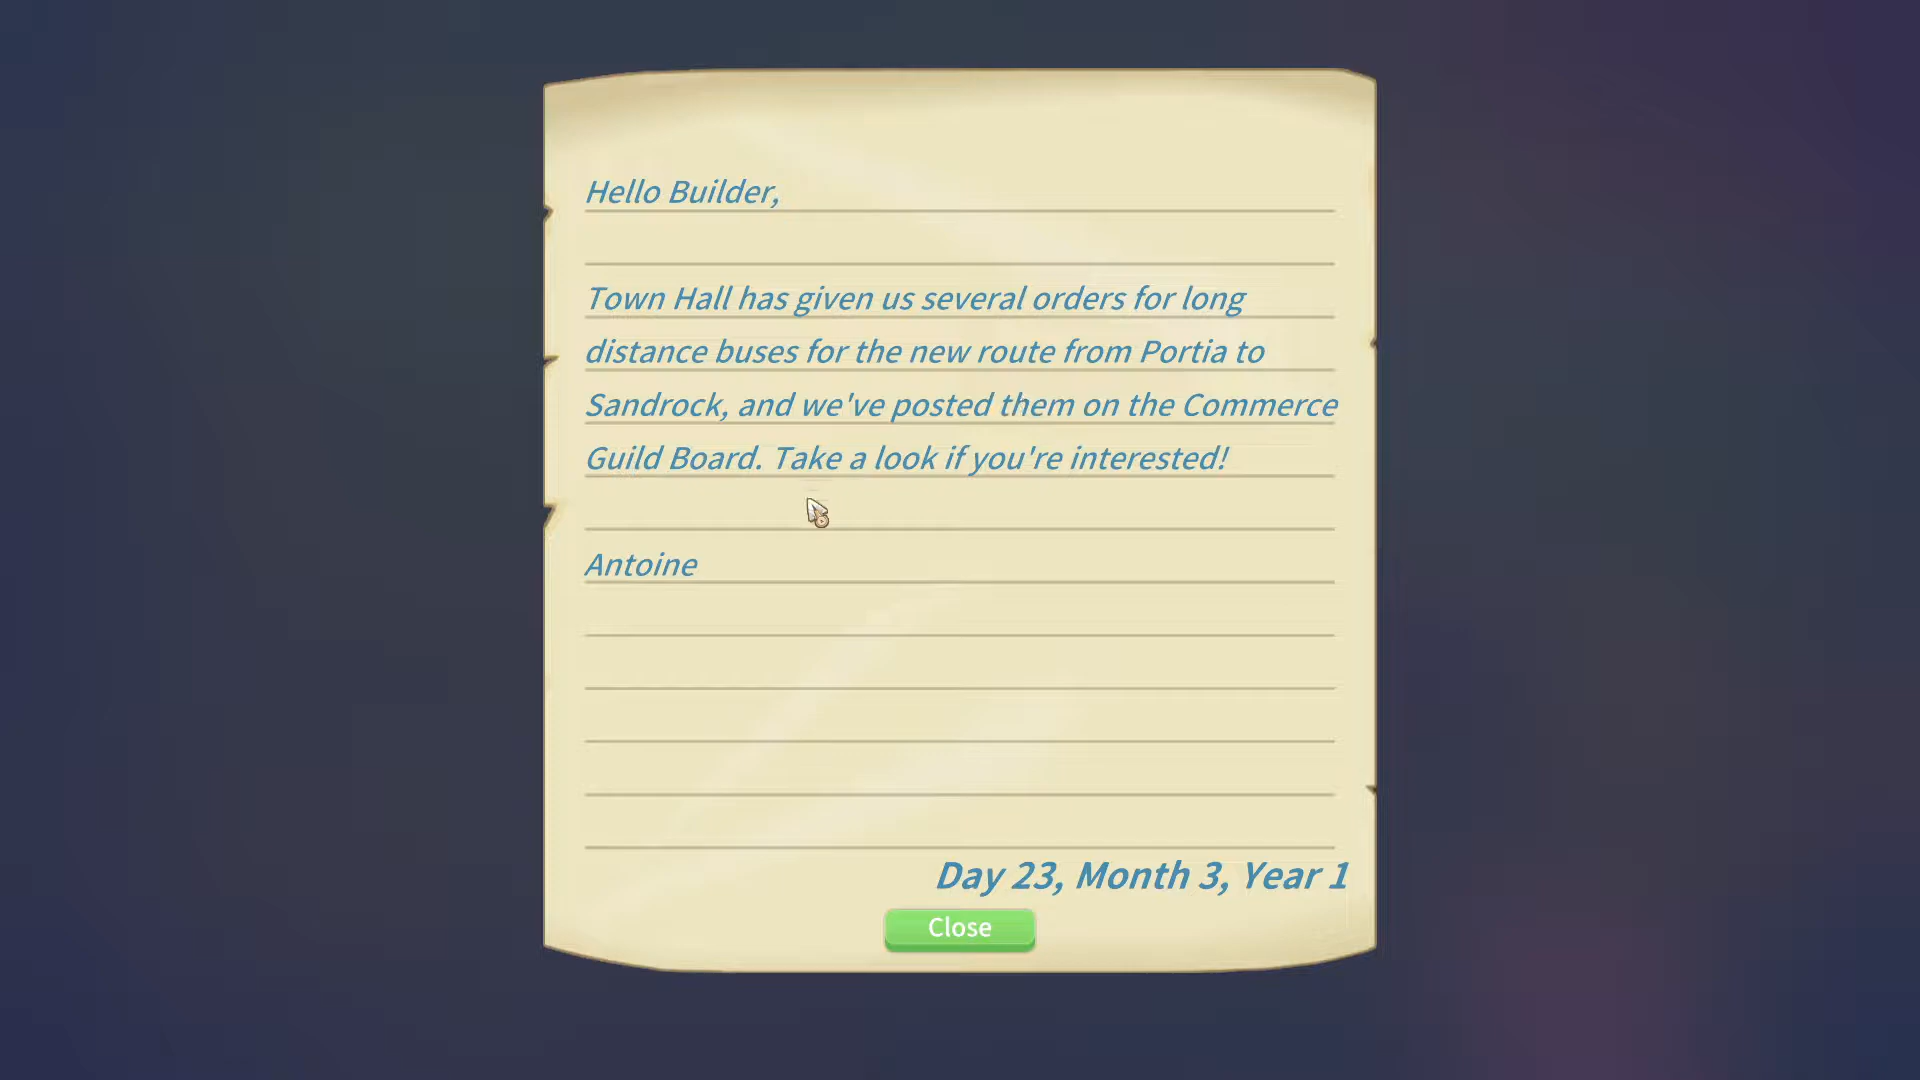 Hello Builder,
Town Hall has given us several orders for long
distance buses for the new route from Portia to
Sandrock, and we've posted them on the Commerce
Guild Board. Take a look if you're interested!
Antoine
Day 23, Month 3, Year 1
Close